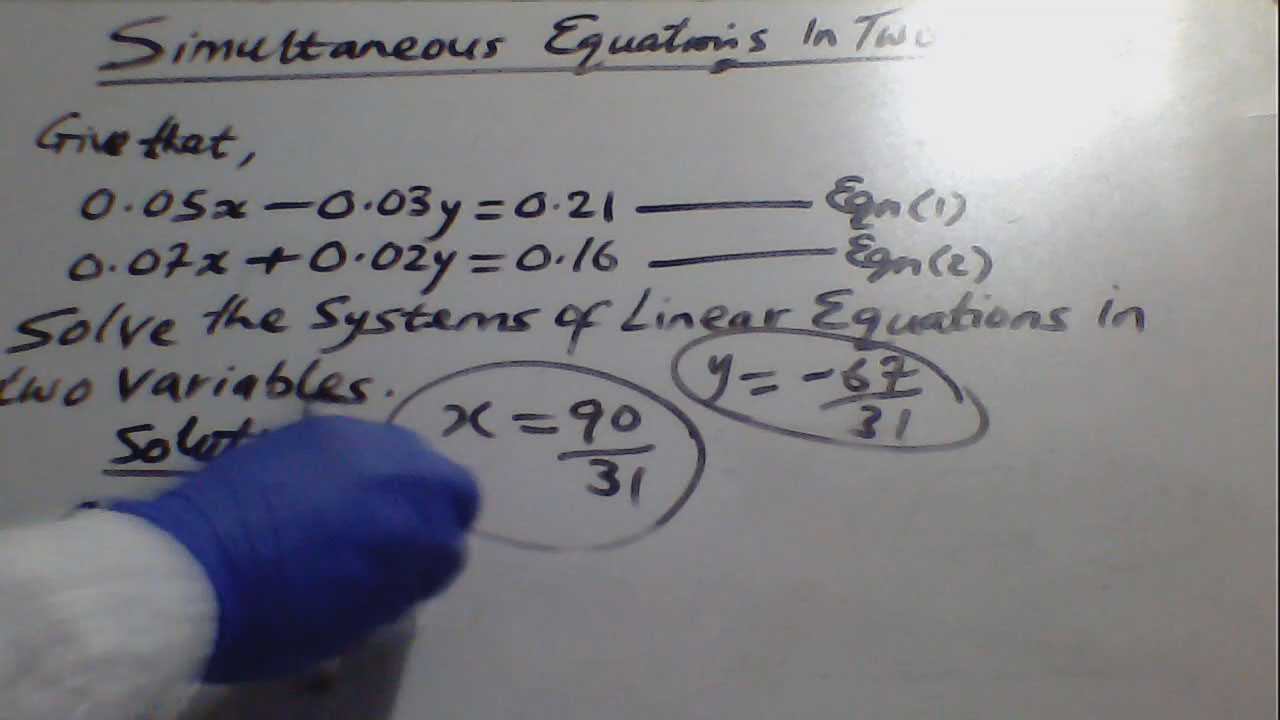 Simultaneous Equations In Two
Give that,
0.05x - 0.03y = 0.21 ——— Eqn(1)
0.07x + 0.02y = 0.16 ——— Eqn(2)
Solve the Systems of Linear Equations in
two variables.
x = 90/31
y = -67/31